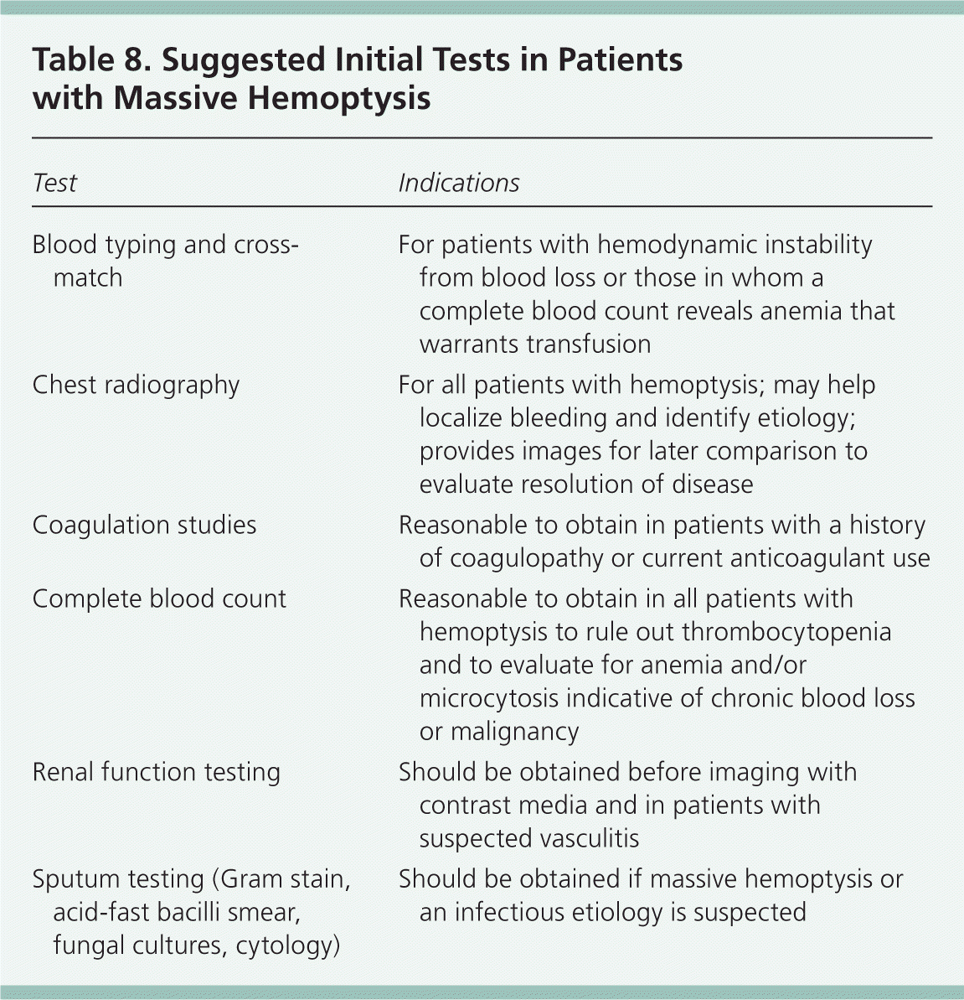 Table 8. Suggested Initial Tests in Patients
with Massive Hemoptysis
Test
Indications
Blood typing and cross-
match
For patients with hemodynamic instability
from blood loss or those in whom a
complete blood count reveals anemia that
warrants transfusion
Chest radiography
For all patients with hemoptysis; may help
localize bleeding and identify etiology;
provides images for later comparison to
evaluate resolution of disease
Coagulation studies
Reasonable to obtain in patients with a history
of coagulopathy or current anticoagulant use
Complete blood count
Reasonable to obtain in all patients with
hemoptysis to rule out thrombocytopenia
and to evaluate for anemia and/or
microcytosis indicative of chronic blood loss
or malignancy
Renal function testing
Should be obtained before imaging with
contrast media and in patients with
suspected vasculitis
Sputum testing (Gram stain,
acid-fast bacilli smear,
fungal cultures, cytology)
Should be obtained if massive hemoptysis or
an infectious etiology is suspected